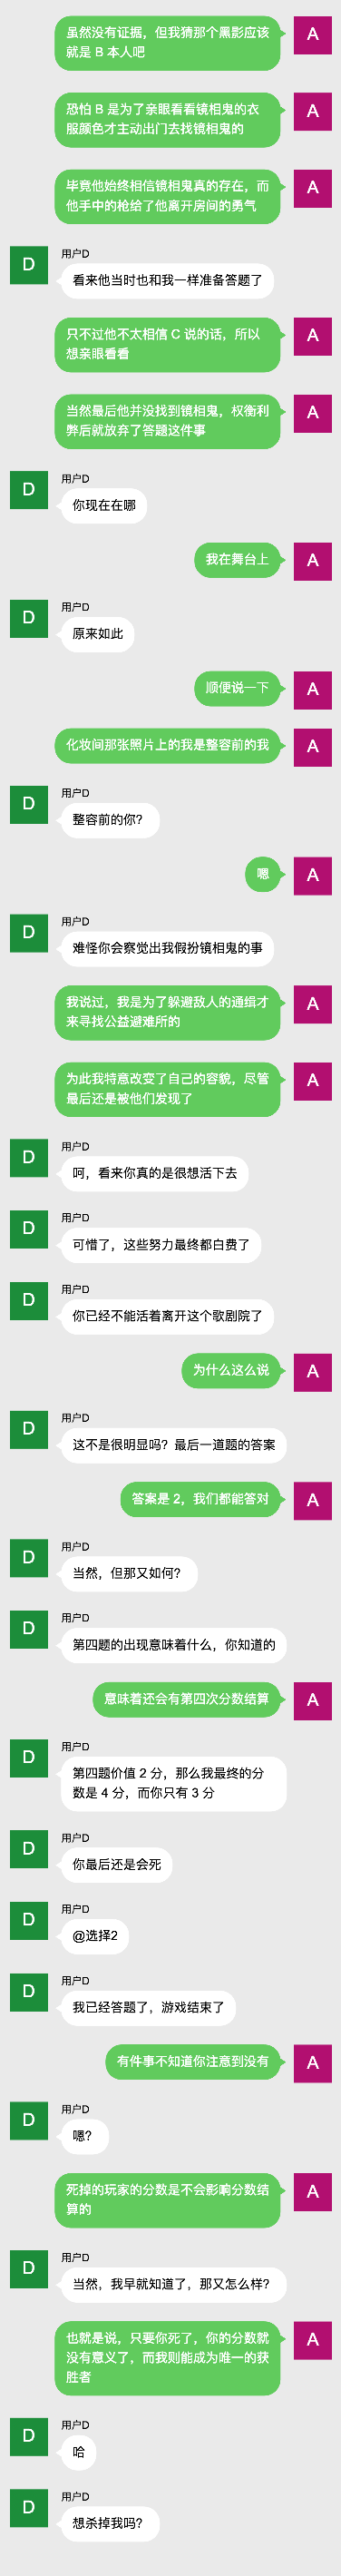 虽然没有证据，但我猜那个黑影应该
就是 B 本人吧
A
恐怕 B 是为了亲眼看看镜相鬼的衣
服颜色才主动出门去找镜相鬼的
A
毕竟他始终相信镜相鬼真的存在，而
他手中的枪给了他离开房间的勇气
A
用户D
D
看来他当时也和我一样准备答题了
只不过他不太相信 C 说的话，所以
想亲眼看看
A
当然最后他并没找到镜相鬼，权衡利
弊后就放弃了答题这件事
A
用户D
D
你现在在哪
我在舞台上
A
用户D
D
原来如此
顺便说一下
A
化妆间那张照片上的我是整容前的我
A
用户D
D
整容前的你？
嗯
A
用户D
D
难怪你会察觉出我假扮镜相鬼的事
我说过，我是为了躲避敌人的通缉才
来寻找公益避难所的
A
为此我特意改变了自己的容貌，尽管
最后还是被他们发现了
A
用户D
D
呵，看来你真的是很想活下去
用户D
D
可惜了，这些努力最终都白费了
用户D
D
你已经不能活着离开这个歌剧院了
为什么这么说
A
用户D
D
这不是很明显吗？最后一道题的答案
答案是 2，我们都能答对
A
用户D
D
当然，但那又如何？
用户D
D
第四题的出现意味着什么，你知道的
意味着还会有第四次分数结算
A
用户D
D
第四题价值 2 分，那么我最终的分
数是 4 分，而你只有 3 分
用户D
D
你最后还是会死
用户D
D
@选择2
用户D
D
我已经答题了，游戏结束了
有件事不知道你注意到没有
A
用户D
D
嗯？
死掉的玩家的分数是不会影响分数结
算的
A
用户D
D
当然，我早就知道了，那又怎么样？
也就是说，只要你死了，你的分数就
没有意义了，而我则能成为唯一的获
胜者
A
用户D
D
哈
用户D
D
想杀掉我吗？